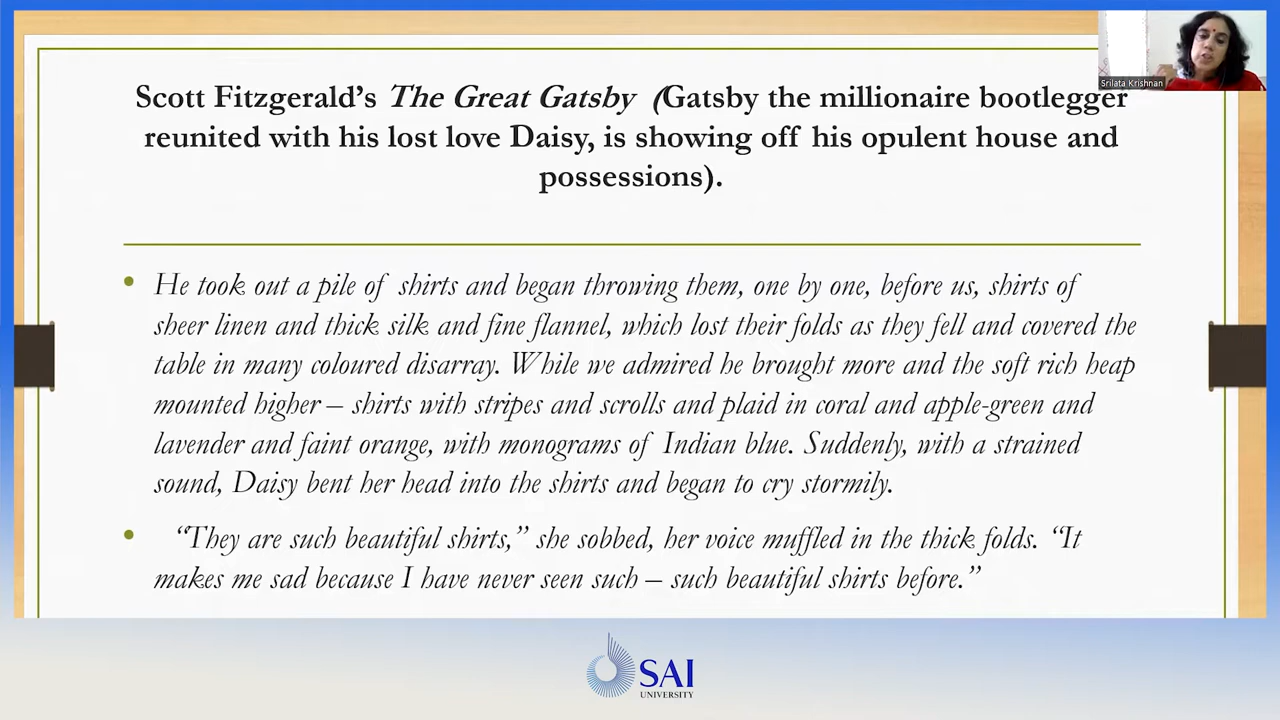 Srilata Krishnan
Scott Fitzgerald’s The Great Gatsby (Gatsby the millionaire bootlegger
reunited with his lost love Daisy, is showing off his opulent house and
possessions).
• He took out a pile of shirts and began throwing them, one by one, before us, shirts of
sheer linen and thick silk and fine flannel, which lost their folds as they fell and covered the
table in many coloured disarray. While we admired he brought more and the soft rich heap
mounted higher – shirts with stripes and scrolls and plaid in coral and apple-green and
lavender and faint orange, with monograms of Indian blue. Suddenly, with a strained
sound, Daisy bent her head into the shirts and began to cry stormily.
• “They are such beautiful shirts,” she sobbed, her voice muffled in the thick folds. “It
makes me sad because I have never seen such – such beautiful shirts before.”
SAI
UNIVERSITY